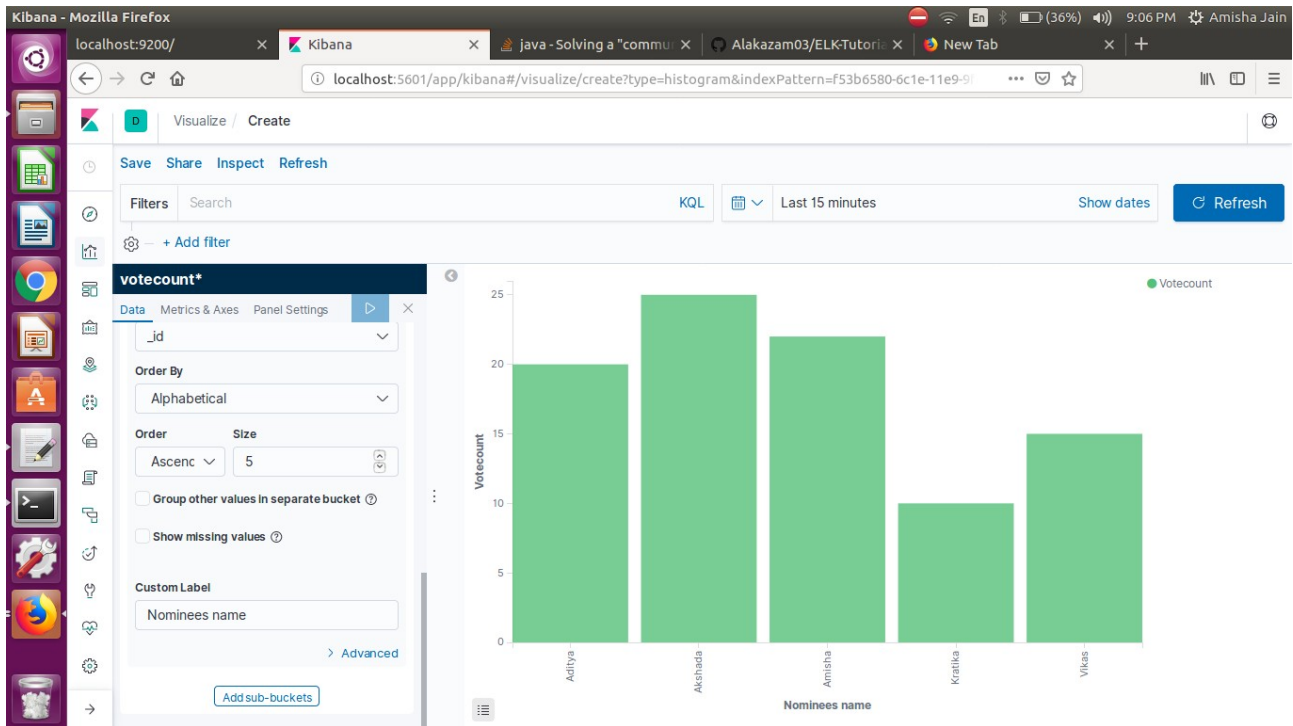 Kibana - Mozilla Firefox
En
(36%)
9:06 PM
Amisha Jain
localhost:9200/
Kibana
java - Solving a "commu
Alakazam03/ELK-Tutoria
New Tab
localhost:5601/app/kibana#/visualize/create?type=histogram&indexPattern=f53b6580-6c1e-11e9-9
D
Visualize / Create
Save Share Inspect Refresh
Filters Search KQL
Last 15 minutes
Show dates
Refresh
+ Add filter
votecount*
Data Metrics & Axes Panel Settings
_id
Order By
Alphabetical
Order Size
Ascenc 5
Group other values in separate bucket
Show missing values
Custom Label
Nominees name
> Advanced
Add sub-buckets
Votecount
25
20
15
10
5
0
Votecount
Aditya
Akshada
Amisha
Kratika
Vikas
Nominees name